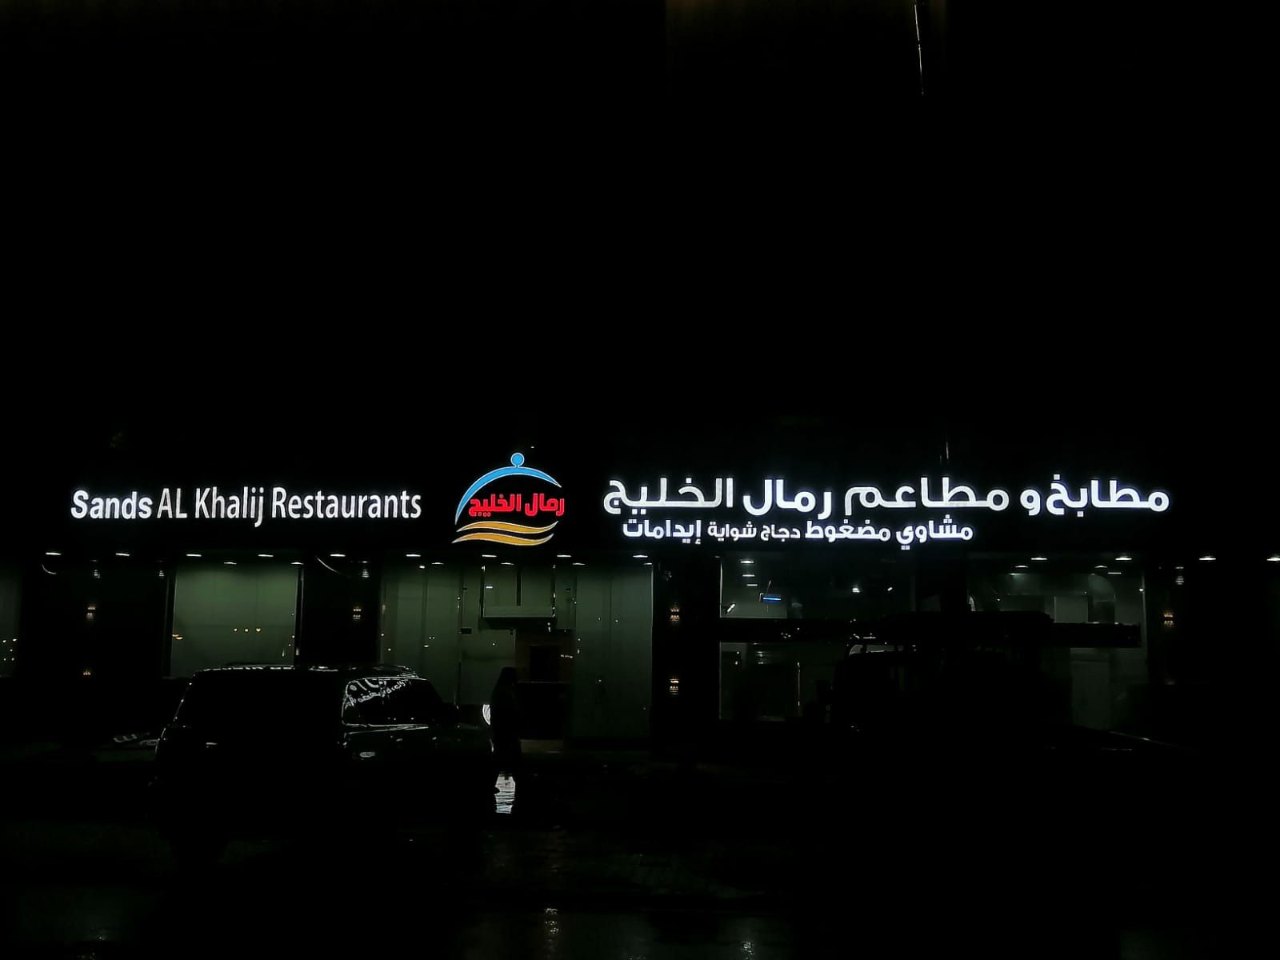 Sands AL Khalij Restaurants
رمال الخليج
مطابخ و مطاعم رمال الخليج
مشاوي مضغوط دجاج شواية إيدامات